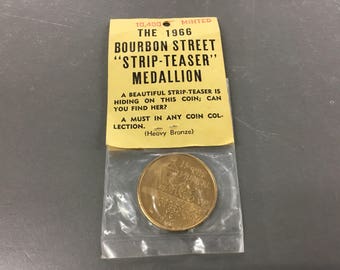 10,400 MINTED
THE 1966
BOURBON STREET
"STRIP-TEASER"
MEDALLION
A BEAUTIFUL STRIP-TEASER IS
HIDING ON THIS COIN; CAN
YOU FIND HER?
A MUST IN ANY COIN COL-
LECTION.
(Heavy Bronze)